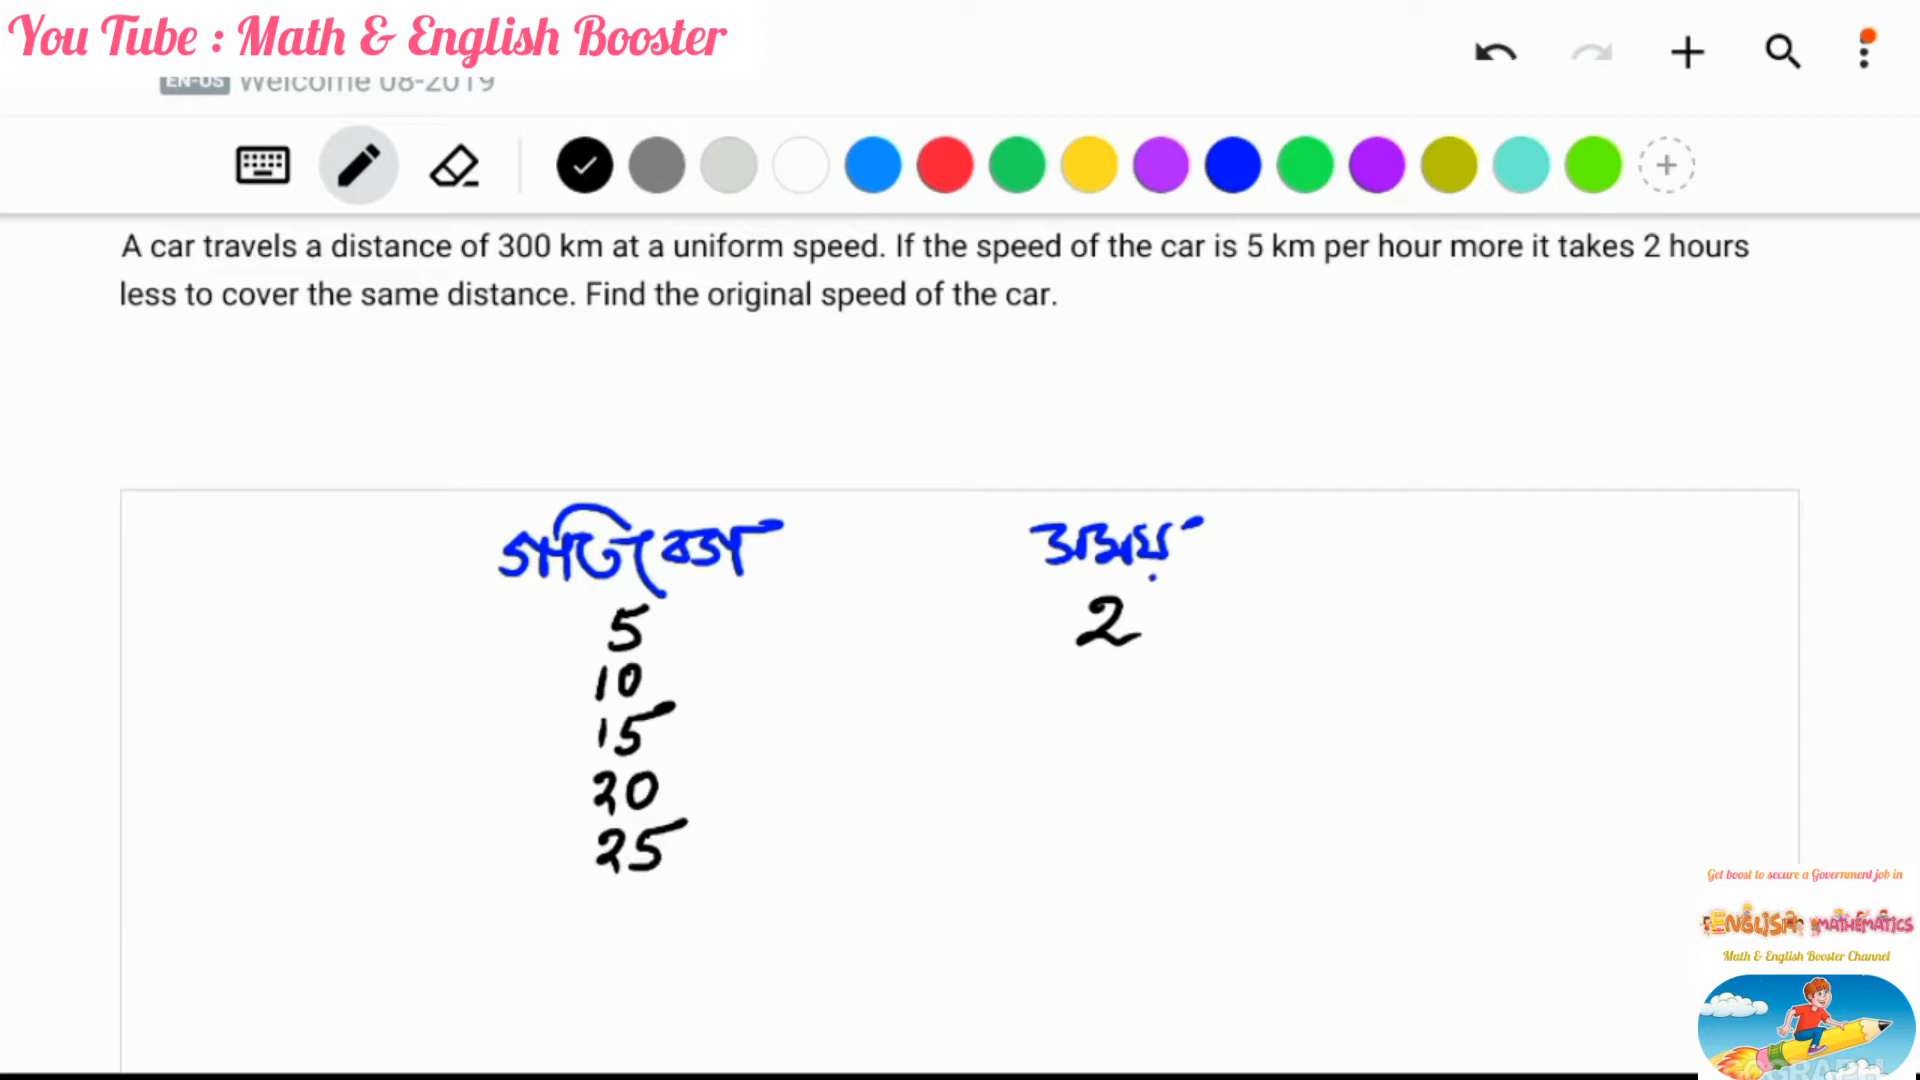 You Tube : Math & English Booster
EN-US Welcome 08-2019
A car travels a distance of 300 km at a uniform speed. If the speed of the car is 5 km per hour more it takes 2 hours
less to cover the same distance. Find the original speed of the car.
গতিবেগ সময়
5 2
10
15
20
25
Get boost to secure a Government job in
ENGLISH MATHEMATICS
Math & English Booster Channel